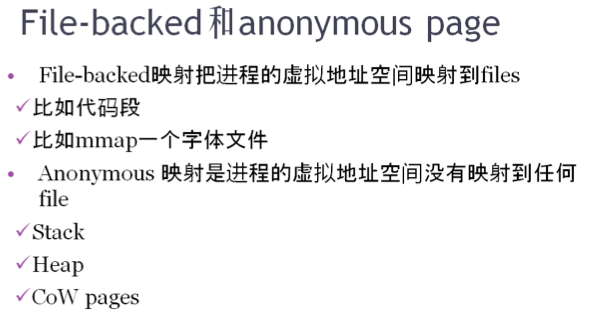 File-backed和anonymous page
• File-backed映射把进程的虚拟地址空间映射到files
✓比如代码段
✓比如mmap一个字体文件
• Anonymous 映射是进程的虚拟地址空间没有映射到任何
file
✓Stack
✓Heap
✓CoW pages